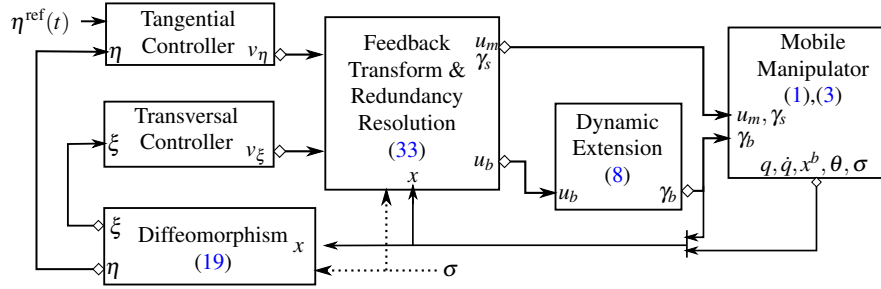 η^ref(t)
Tangential
Controller
η
v_η
Transversal
Controller
ξ
v_ξ
Feedback
Transform &
Redundancy
Resolution
(33)
x
u_m
γ_s
u_b
Dynamic
Extension
(8)
u_b
γ_b
Mobile
Manipulator
(1),(3)
u_m, γ_s
γ_b
q, q̇, x^b, θ, σ
ξ
Diffeomorphism
(19)
x
η
σ